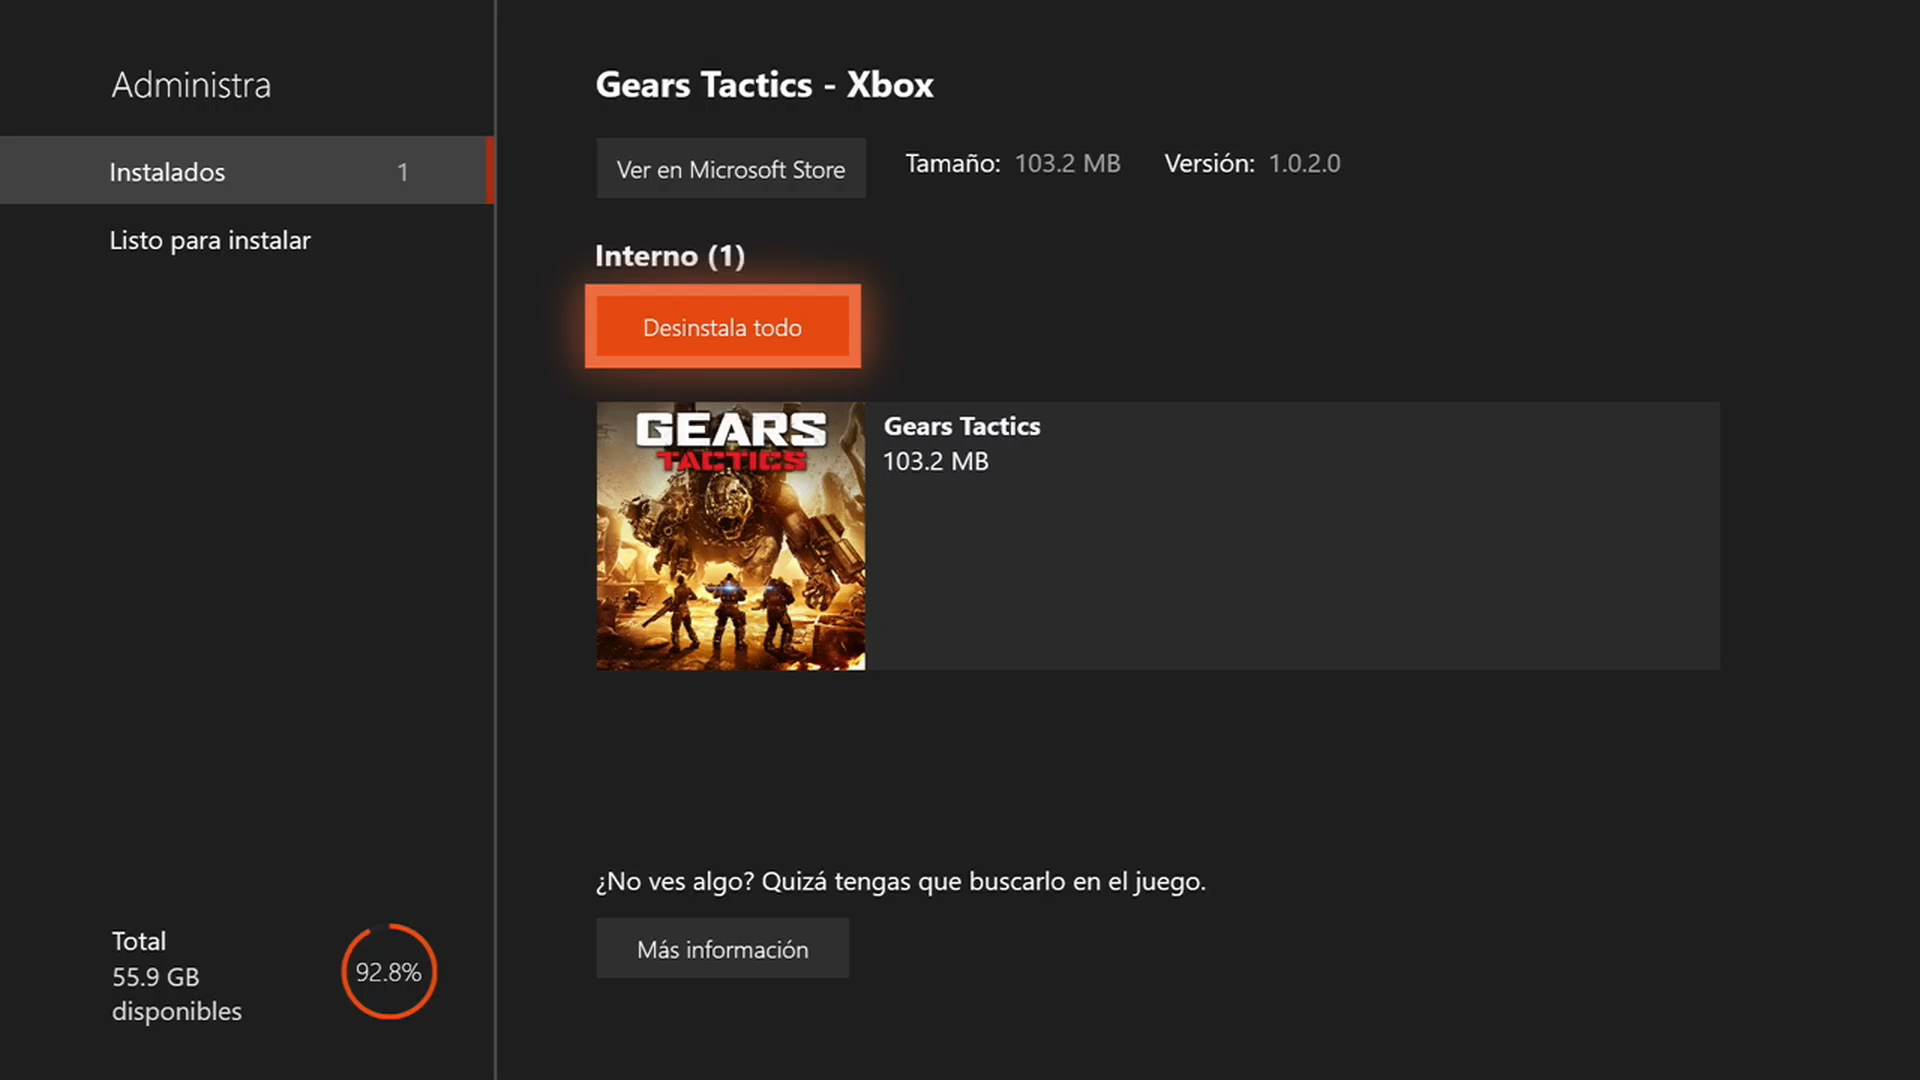 Administra
Instalados 1
Listo para instalar
Total
55.9 GB
disponibles
92.8%
Gears Tactics - Xbox
Ver en Microsoft Store
Tamaño: 103.2 MB Versión: 1.0.2.0
Interno (1)
Desinstala todo
GEARS
TACTICS
Gears Tactics
103.2 MB
¿No ves algo? Quizá tengas que buscarlo en el juego.
Más información